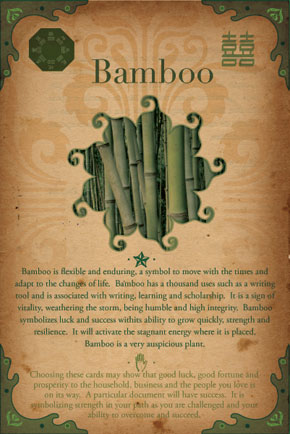 囍
Bamboo
Bamboo is flexible and enduring, a symbol to move with the times and
adapt to the changes of life. Bamboo has a thousand uses such as a writing
tool and is associated with writing, learning and scholarship. It is a sign of
vitality, weathering the storm, being humble and high integrity. Bamboo
symbolizes luck and success within ability to grow quickly, strength and
resilience. It will activate the stagnant energy where it is placed.
Bamboo is a very auspicious plant.
Choosing these cards may show that good luck, good fortune and
prosperity to the household, business and the people you love is
on its way. A particular document will have success. It is
symbolizing strength in your path as you are challenged and your
ability to overcome and succeed.